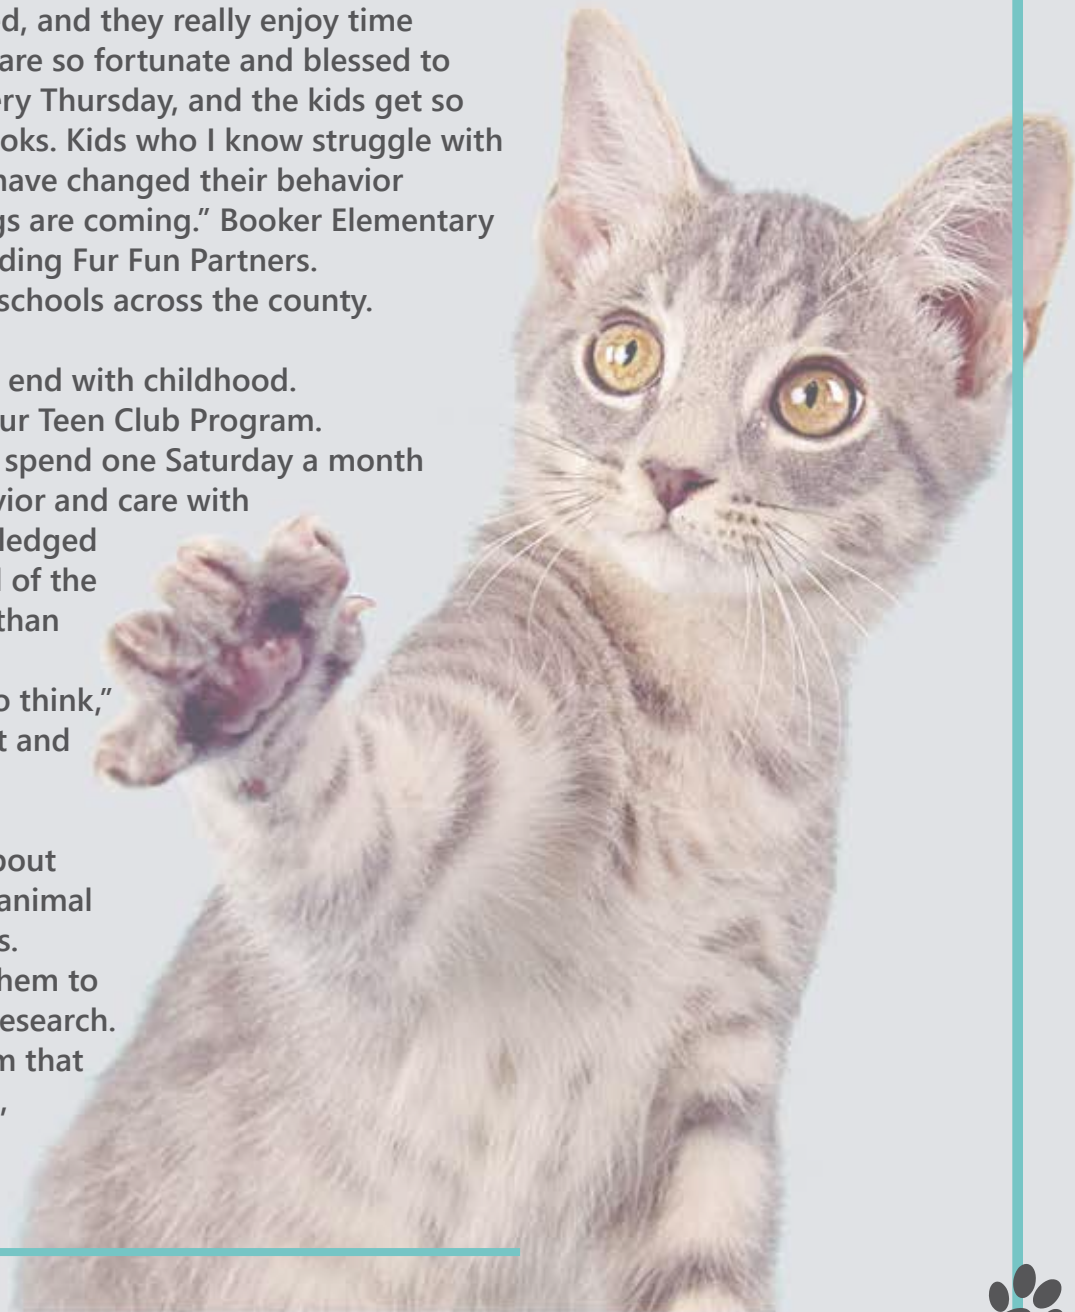 d, and they really enjoy time
are so fortunate and blessed to
ery Thursday, and the kids get so
ooks. Kids who I know struggle with
have changed their behavior
gs are coming.” Booker Elementary
ding Fur Fun Partners.
schools across the county.
end with childhood.
ur Teen Club Program.
spend one Saturday a month
vior and care with
ledged
of the
than
o think,”
t and
bout
animal
s.
hem to
esearch.
m that
,